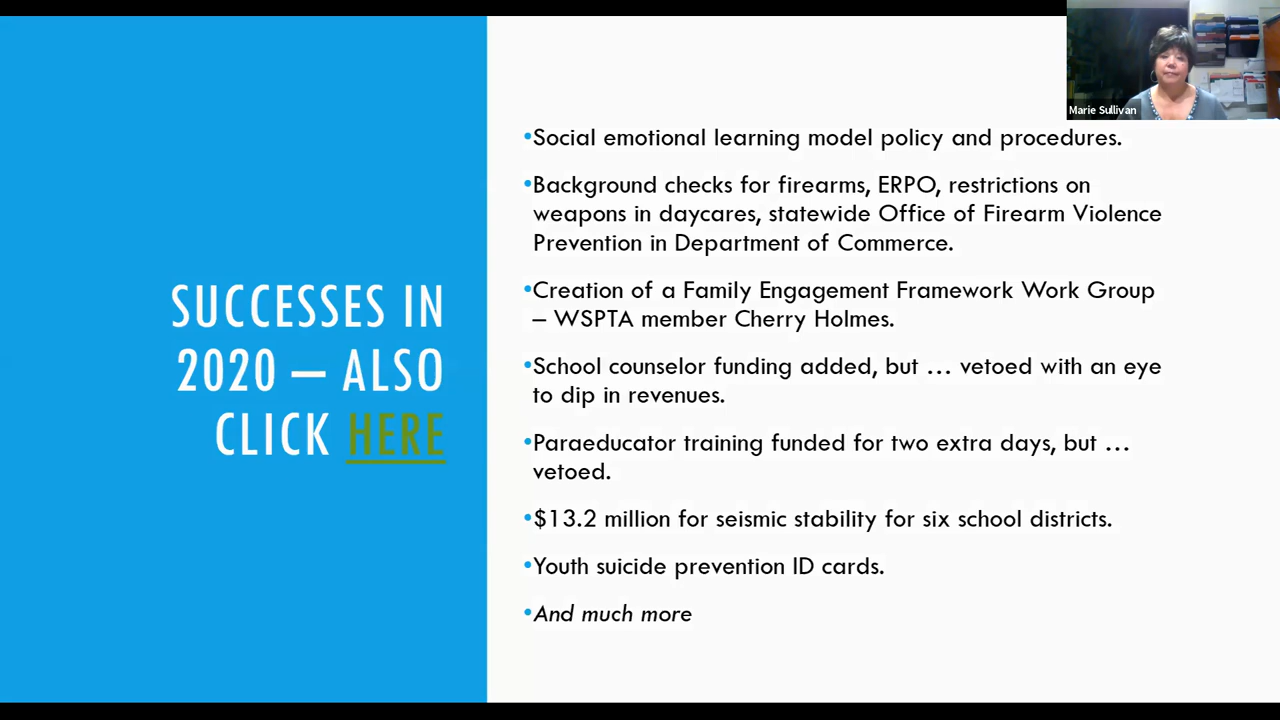 Marie Sullivan
SUCCESSES IN
2020 – ALSO
CLICK HERE
•Social emotional learning model policy and procedures.
•Background checks for firearms, ERPO, restrictions on
weapons in daycares, statewide Office of Firearm Violence
Prevention in Department of Commerce.
•Creation of a Family Engagement Framework Work Group
– WSPTA member Cherry Holmes.
•School counselor funding added, but … vetoed with an eye
to dip in revenues.
•Paraeducator training funded for two extra days, but …
vetoed.
•$13.2 million for seismic stability for six school districts.
•Youth suicide prevention ID cards.
•And much more